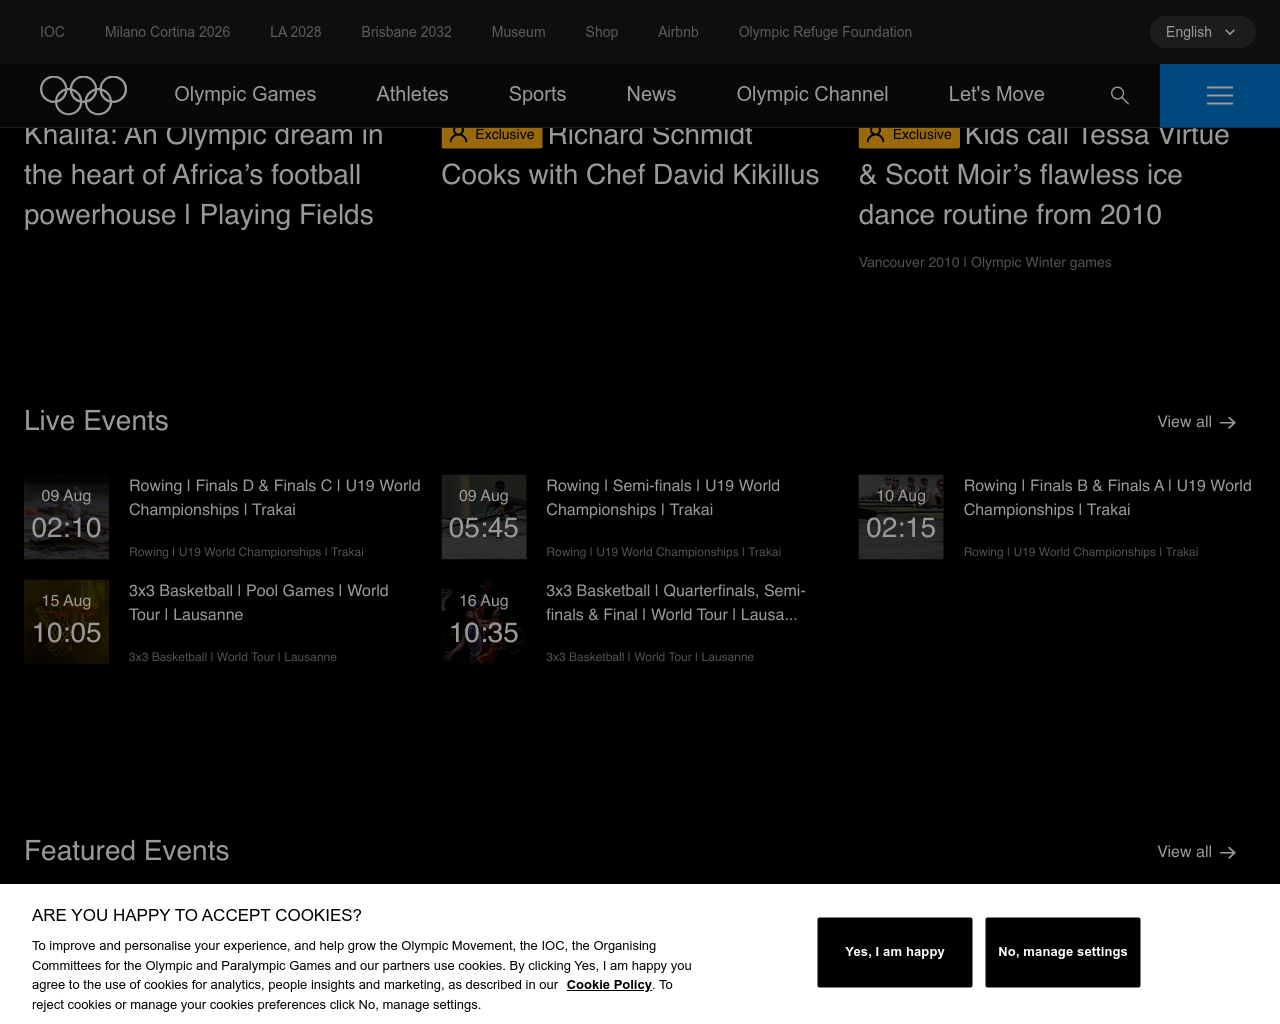 IOC
Milano Cortina 2026
LA 2028
Brisbane 2032
Museum
Shop
Airbnb
Olympic Refuge Foundation
English
Olympic Games
Athletes
Sports
News
Olympic Channel
Let's Move
Khalifa: An Olympic dream in
the heart of Africa’s football
powerhouse | Playing Fields
Exclusive Richard Schmidt
Cooks with Chef David Kikillus
Exclusive Kids call Tessa Virtue
& Scott Moir’s flawless ice
dance routine from 2010
Vancouver 2010 | Olympic Winter games
Live Events
View all
09 Aug
02:10
Rowing | Finals D & Finals C | U19 World
Championships | Trakai
Rowing | U19 World Championships | Trakai
09 Aug
05:45
Rowing | Semi-finals | U19 World
Championships | Trakai
Rowing | U19 World Championships | Trakai
10 Aug
02:15
Rowing | Finals B & Finals A | U19 World
Championships | Trakai
Rowing | U19 World Championships | Trakai
15 Aug
10:05
3x3 Basketball | Pool Games | World
Tour | Lausanne
3x3 Basketball | World Tour | Lausanne
16 Aug
10:35
3x3 Basketball | Quarterfinals, Semi-
finals & Final | World Tour | Lausa...
3x3 Basketball | World Tour | Lausanne
Featured Events
View all
ARE YOU HAPPY TO ACCEPT COOKIES?
To improve and personalise your experience, and help grow the Olympic Movement, the IOC, the Organising
Committees for the Olympic and Paralympic Games and our partners use cookies. By clicking Yes, I am happy you
agree to the use of cookies for analytics, people insights and marketing, as described in our Cookie Policy. To
reject cookies or manage your cookies preferences click No, manage settings.
Yes, I am happy
No, manage settings